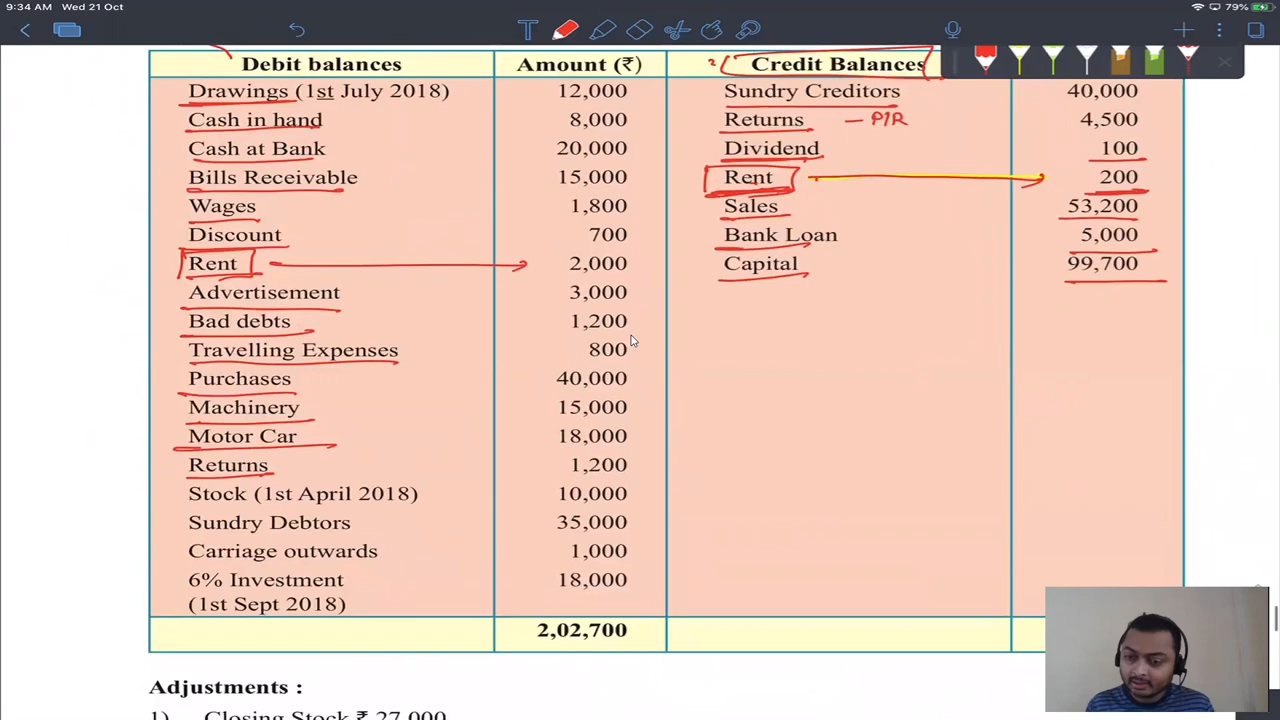 9:34 AM Wed 21 Oct 79%
Debit balances Amount (₹) Credit Balances
Drawings (1st July 2018) 12,000 Sundry Creditors 40,000
Cash in hand 8,000 Returns — P/R 4,500
Cash at Bank 20,000 Dividend 100
Bills Receivable 15,000 Rent 200
Wages 1,800 Sales 53,200
Discount 700 Bank Loan 5,000
Rent 2,000 Capital 99,700
Advertisement 3,000
Bad debts 1,200
Travelling Expenses 800
Purchases 40,000
Machinery 15,000
Motor Car 18,000
Returns 1,200
Stock (1st April 2018) 10,000
Sundry Debtors 35,000
Carriage outwards 1,000
6% Investment 18,000
(1st Sept 2018)
2,02,700
Adjustments :
1) Closing Stock ₹ 27,000